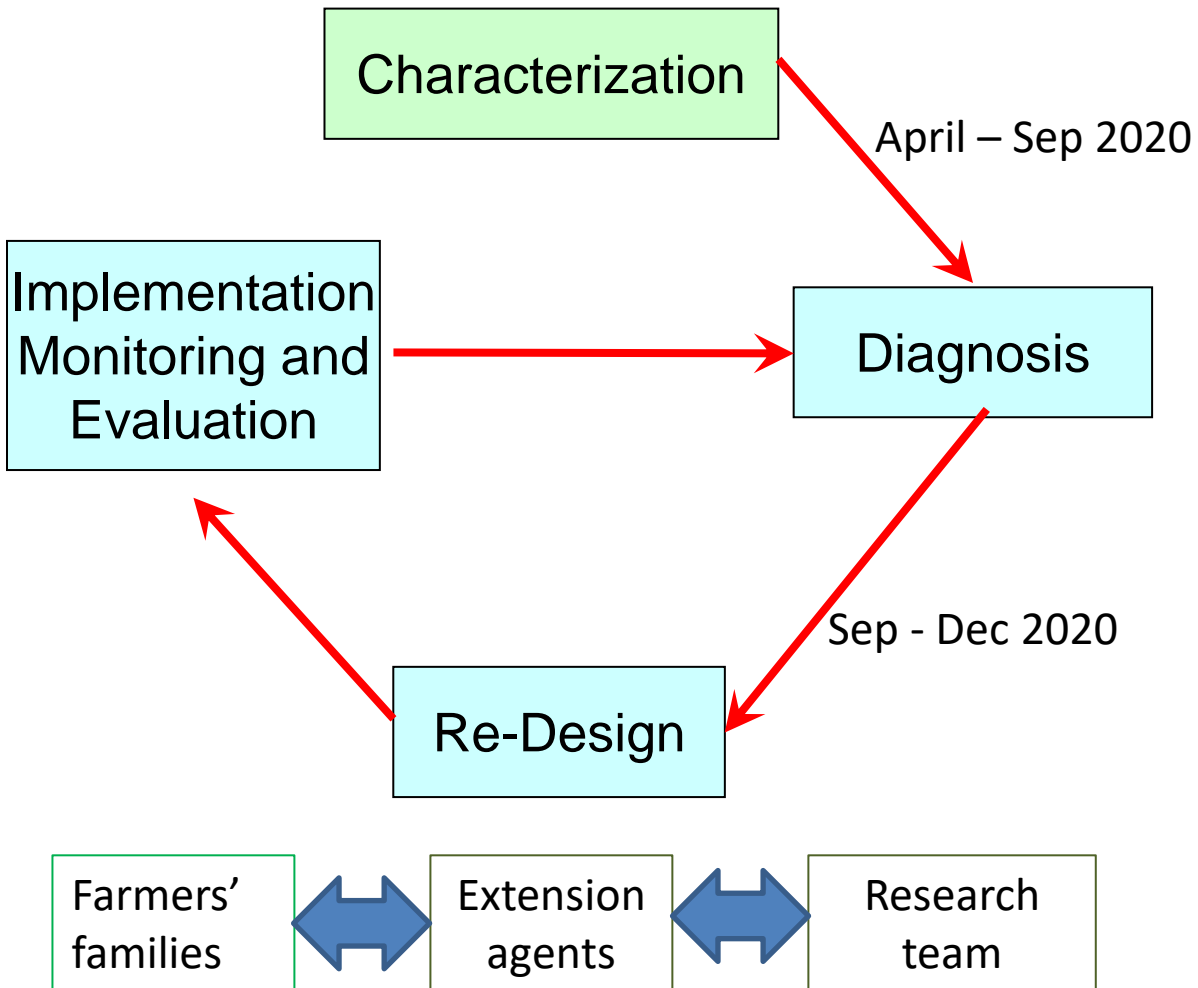 Characterization
April – Sep 2020
Implementation
Monitoring and
Evaluation
Diagnosis
Sep - Dec 2020
Re-Design
Farmers’
families
Extension
agents
Research
team